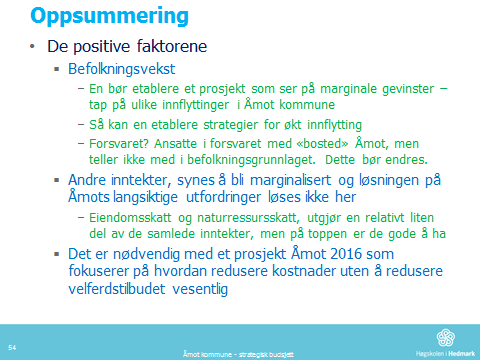 Oppsummering
• De positive faktorene
▪ Befolkningsvekst
– En bør etablere et prosjekt som ser på marginale gevinster –
tap på ulike innflyttinger i Åmot kommune
– Så kan en etablere strategier for økt innflytting
– Forsvaret? Ansatte i forsvaret med «bosted» Åmot, men
teller ikke med i befolkningsgrunnlaget. Dette bør endres.
▪ Andre inntekter, synes å bli marginalisert og løsningen på
Åmots langsiktige utfordringer løses ikke her
– Eiendomsskatt og naturressursskatt, utgjør en relativt liten
del av de samlede inntekter, men på toppen er de gode å ha
▪ Det er nødvendig med et prosjekt Åmot 2016 som
fokuserer på hvordan redusere kostnader uten å redusere
velferdstilbudet vesentlig
54
Åmot kommune - strategisk budsjett
Høgskolen i Hedmark